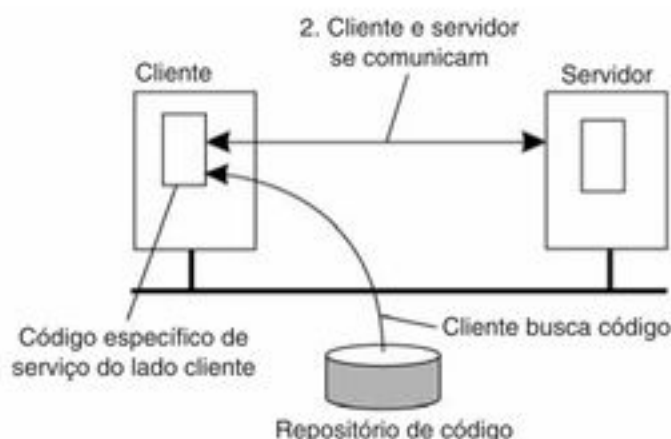 2. Cliente e servidor
se comunicam
Cliente
Servidor
Código específico de
serviço do lado cliente
Cliente busca código
Repositório de código